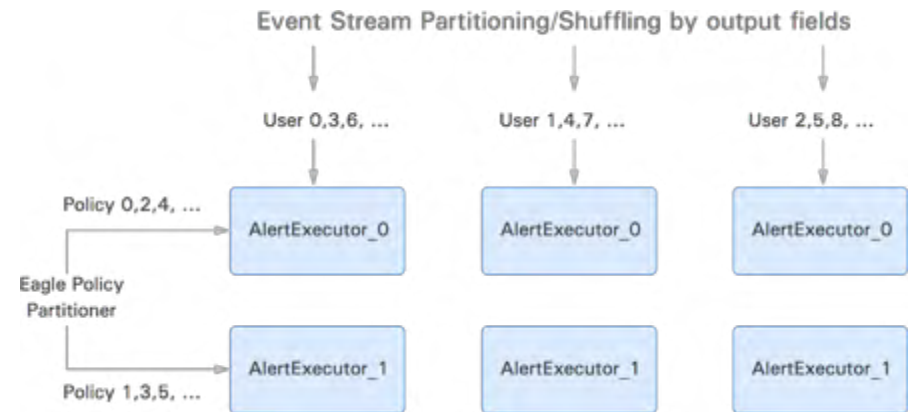 Event Stream Partitioning/Shuffling by output fields
User 0,3,6, ...
User 1,4,7, ...
User 2,5,8, ...
Policy 0,2,4, ...
AlertExecutor_0
AlertExecutor_0
AlertExecutor_0
Eagle Policy
Partitioner
AlertExecutor_1
AlertExecutor_1
AlertExecutor_1
Policy 1,3,5, ...